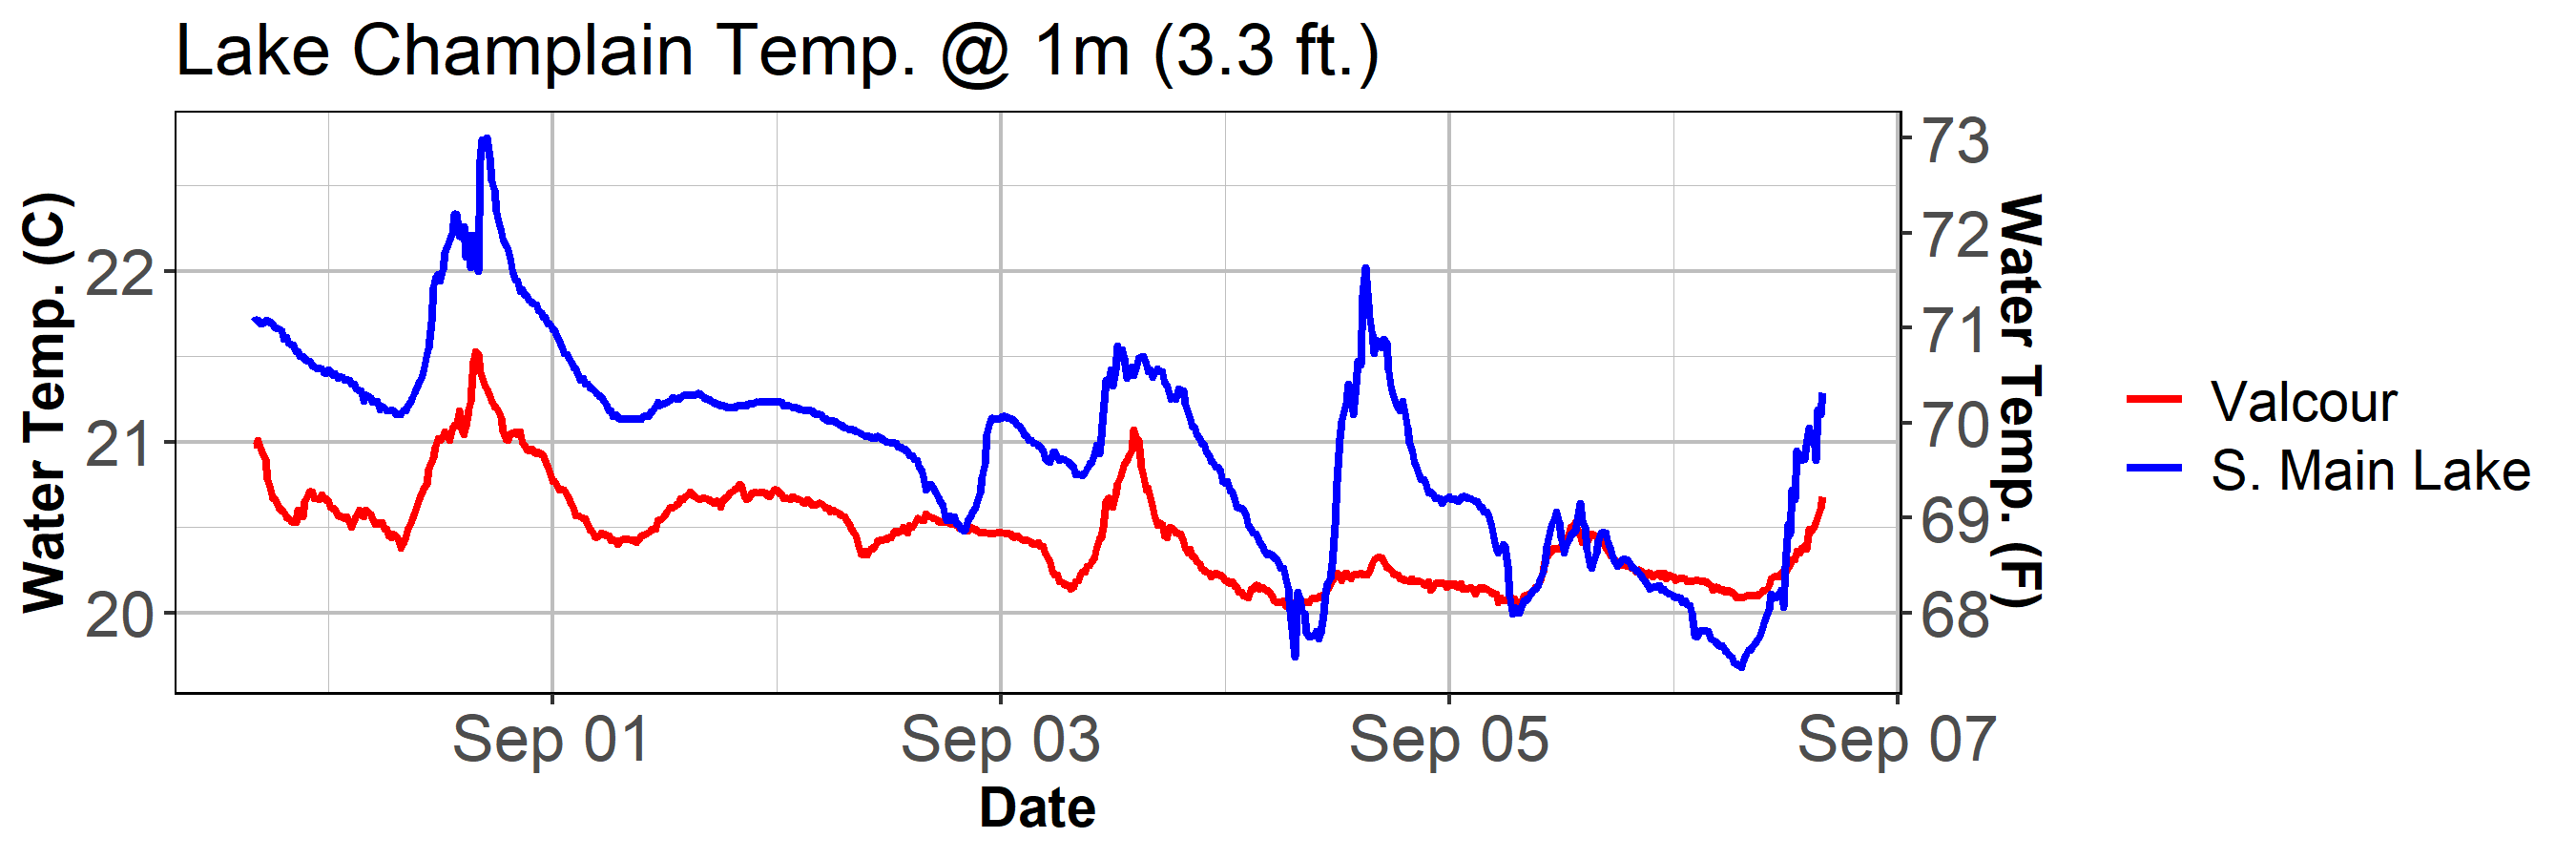 Lake Champlain Temp. @ 1m (3.3 ft.)
Water Temp. (C)
22
21
20
73
72
71
70
69
68
Water Temp. (F)
Sep 01
Sep 03
Sep 05
Sep 07
Date
Valcour
S. Main Lake